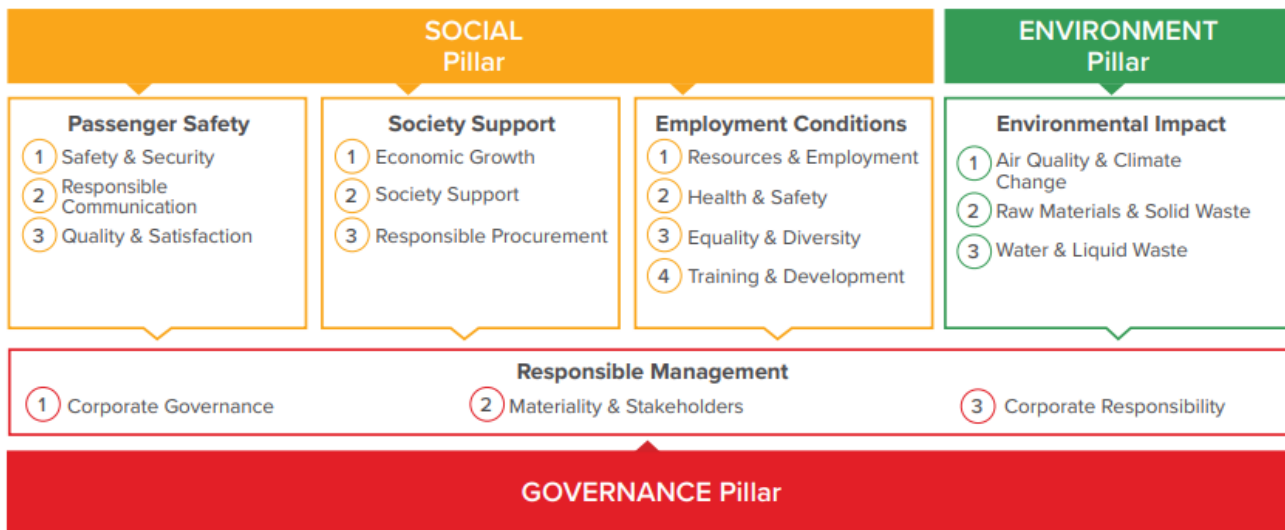 SOCIAL
Pillar
ENVIRONMENT
Pillar
Passenger Safety
1 Safety & Security
2 Responsible
Communication
3 Quality & Satisfaction
Society Support
1 Economic Growth
2 Society Support
3 Responsible Procurement
Employment Conditions
1 Resources & Employment
2 Health & Safety
3 Equality & Diversity
4 Training & Development
Environmental Impact
1 Air Quality & Climate
Change
2 Raw Materials & Solid Waste
3 Water & Liquid Waste
Responsible Management
1 Corporate Governance
2 Materiality & Stakeholders
3 Corporate Responsibility
GOVERNANCE Pillar